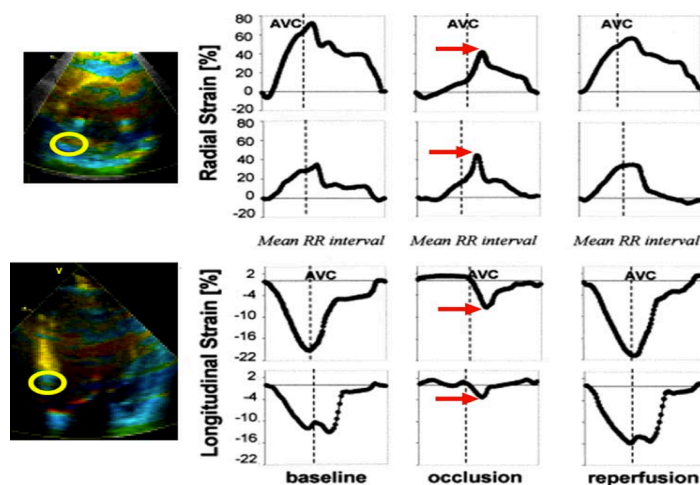 80
60
40
20
0
-20
AVC
AVC
AVC
80
60
40
20
0
20
Radial Strain [%]
Mean RR interval
Mean RR interval
Mean RR interval
V
2
-4
-10
-16
-22
AVC
AVC
AVC
2
-4
-10
-16
-22
Longitudinal Strain [%]
baseline
occlusion
reperfusion